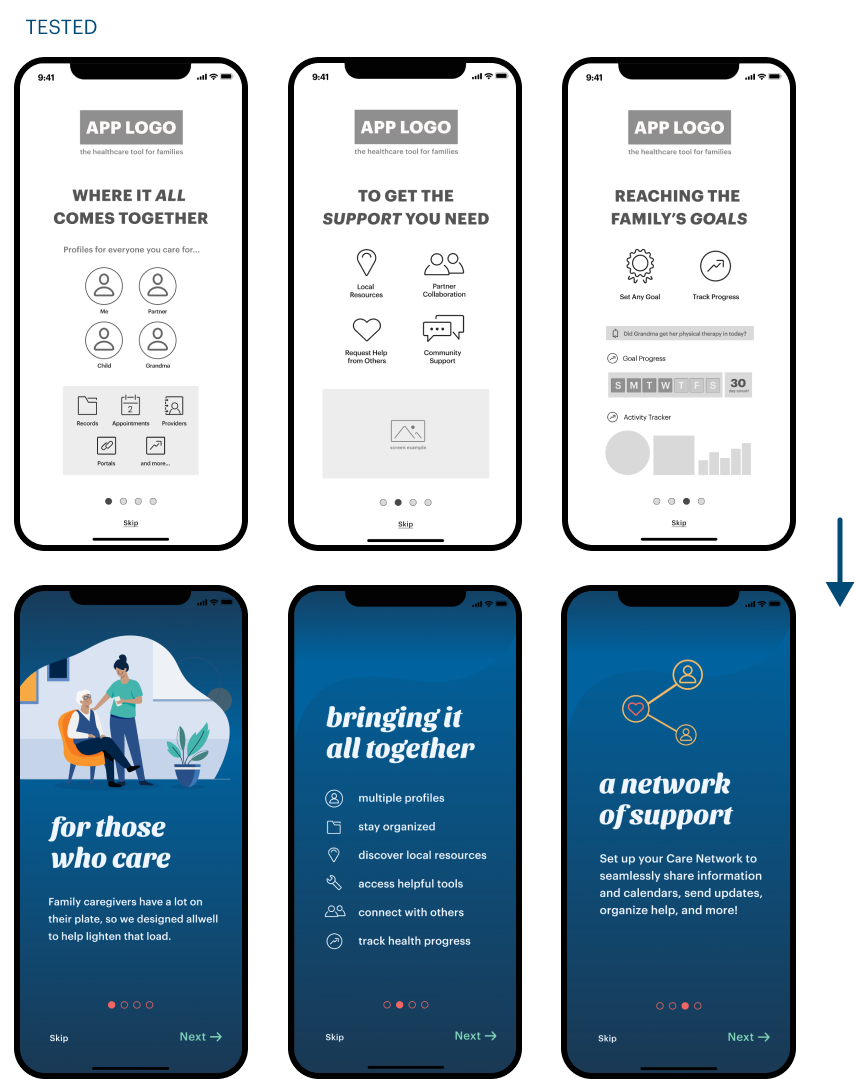 TESTED
9:41
APP LOGO
the healthcare tool for families
WHERE IT ALL
COMES TOGETHER
Profiles for everyone you care for...
Me
Partner
Child
Grandma
Records
Appointments
2
Providers
Portals
and more...
Skip
9:41
APP LOGO
the healthcare tool for families
TO GET THE
SUPPORT YOU NEED
Local
Resources
Partner
Collaboration
Request Help
from Others
Community
Support
screen example
Skip
9:41
APP LOGO
the healthcare tool for families
REACHING THE
FAMILY'S GOALS
Set Any Goal
Track Progress
Did Grandma get her physical therapy in today?
Goal Progress
S M T W T F S
30
day streak!
Activity Tracker
Skip
for those
who care
Family caregivers have a lot on
their plate, so we designed allwell
to help lighten that load.
Skip
Next →
bringing it
all together
multiple profiles
stay organized
discover local resources
access helpful tools
connect with others
track health progress
Skip
Next →
a network
of support
Set up your Care Network to
seamlessly share information
and calendars, send updates,
organize help, and more!
Skip
Next →